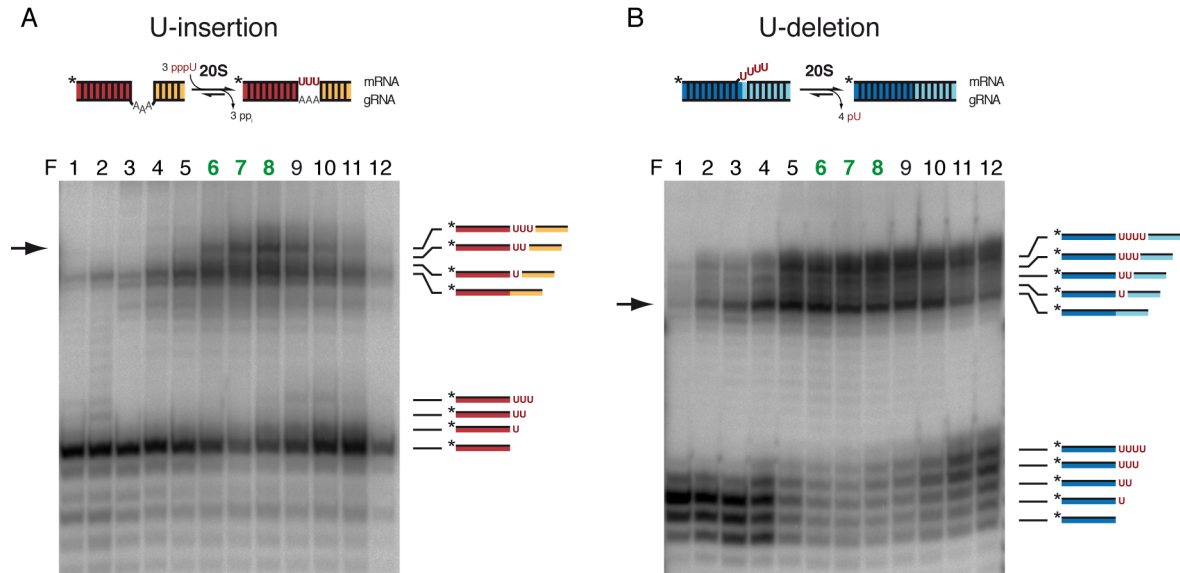 A
U-insertion
* 3 pppU 20S * UUU mRNA
AAA AAA gRNA
3 ppi
F 1 2 3 4 5 6 7 8 9 10 11 12
* UUU
* UU
* U
*
* UUU
* UU
* U
*
B
U-deletion
* UUUU 20S * mRNA
gRNA
4 pU
F 1 2 3 4 5 6 7 8 9 10 11 12
* UUUU
* UUU
* UU
* U
*
* UUUU
* UUU
* UU
* U
*